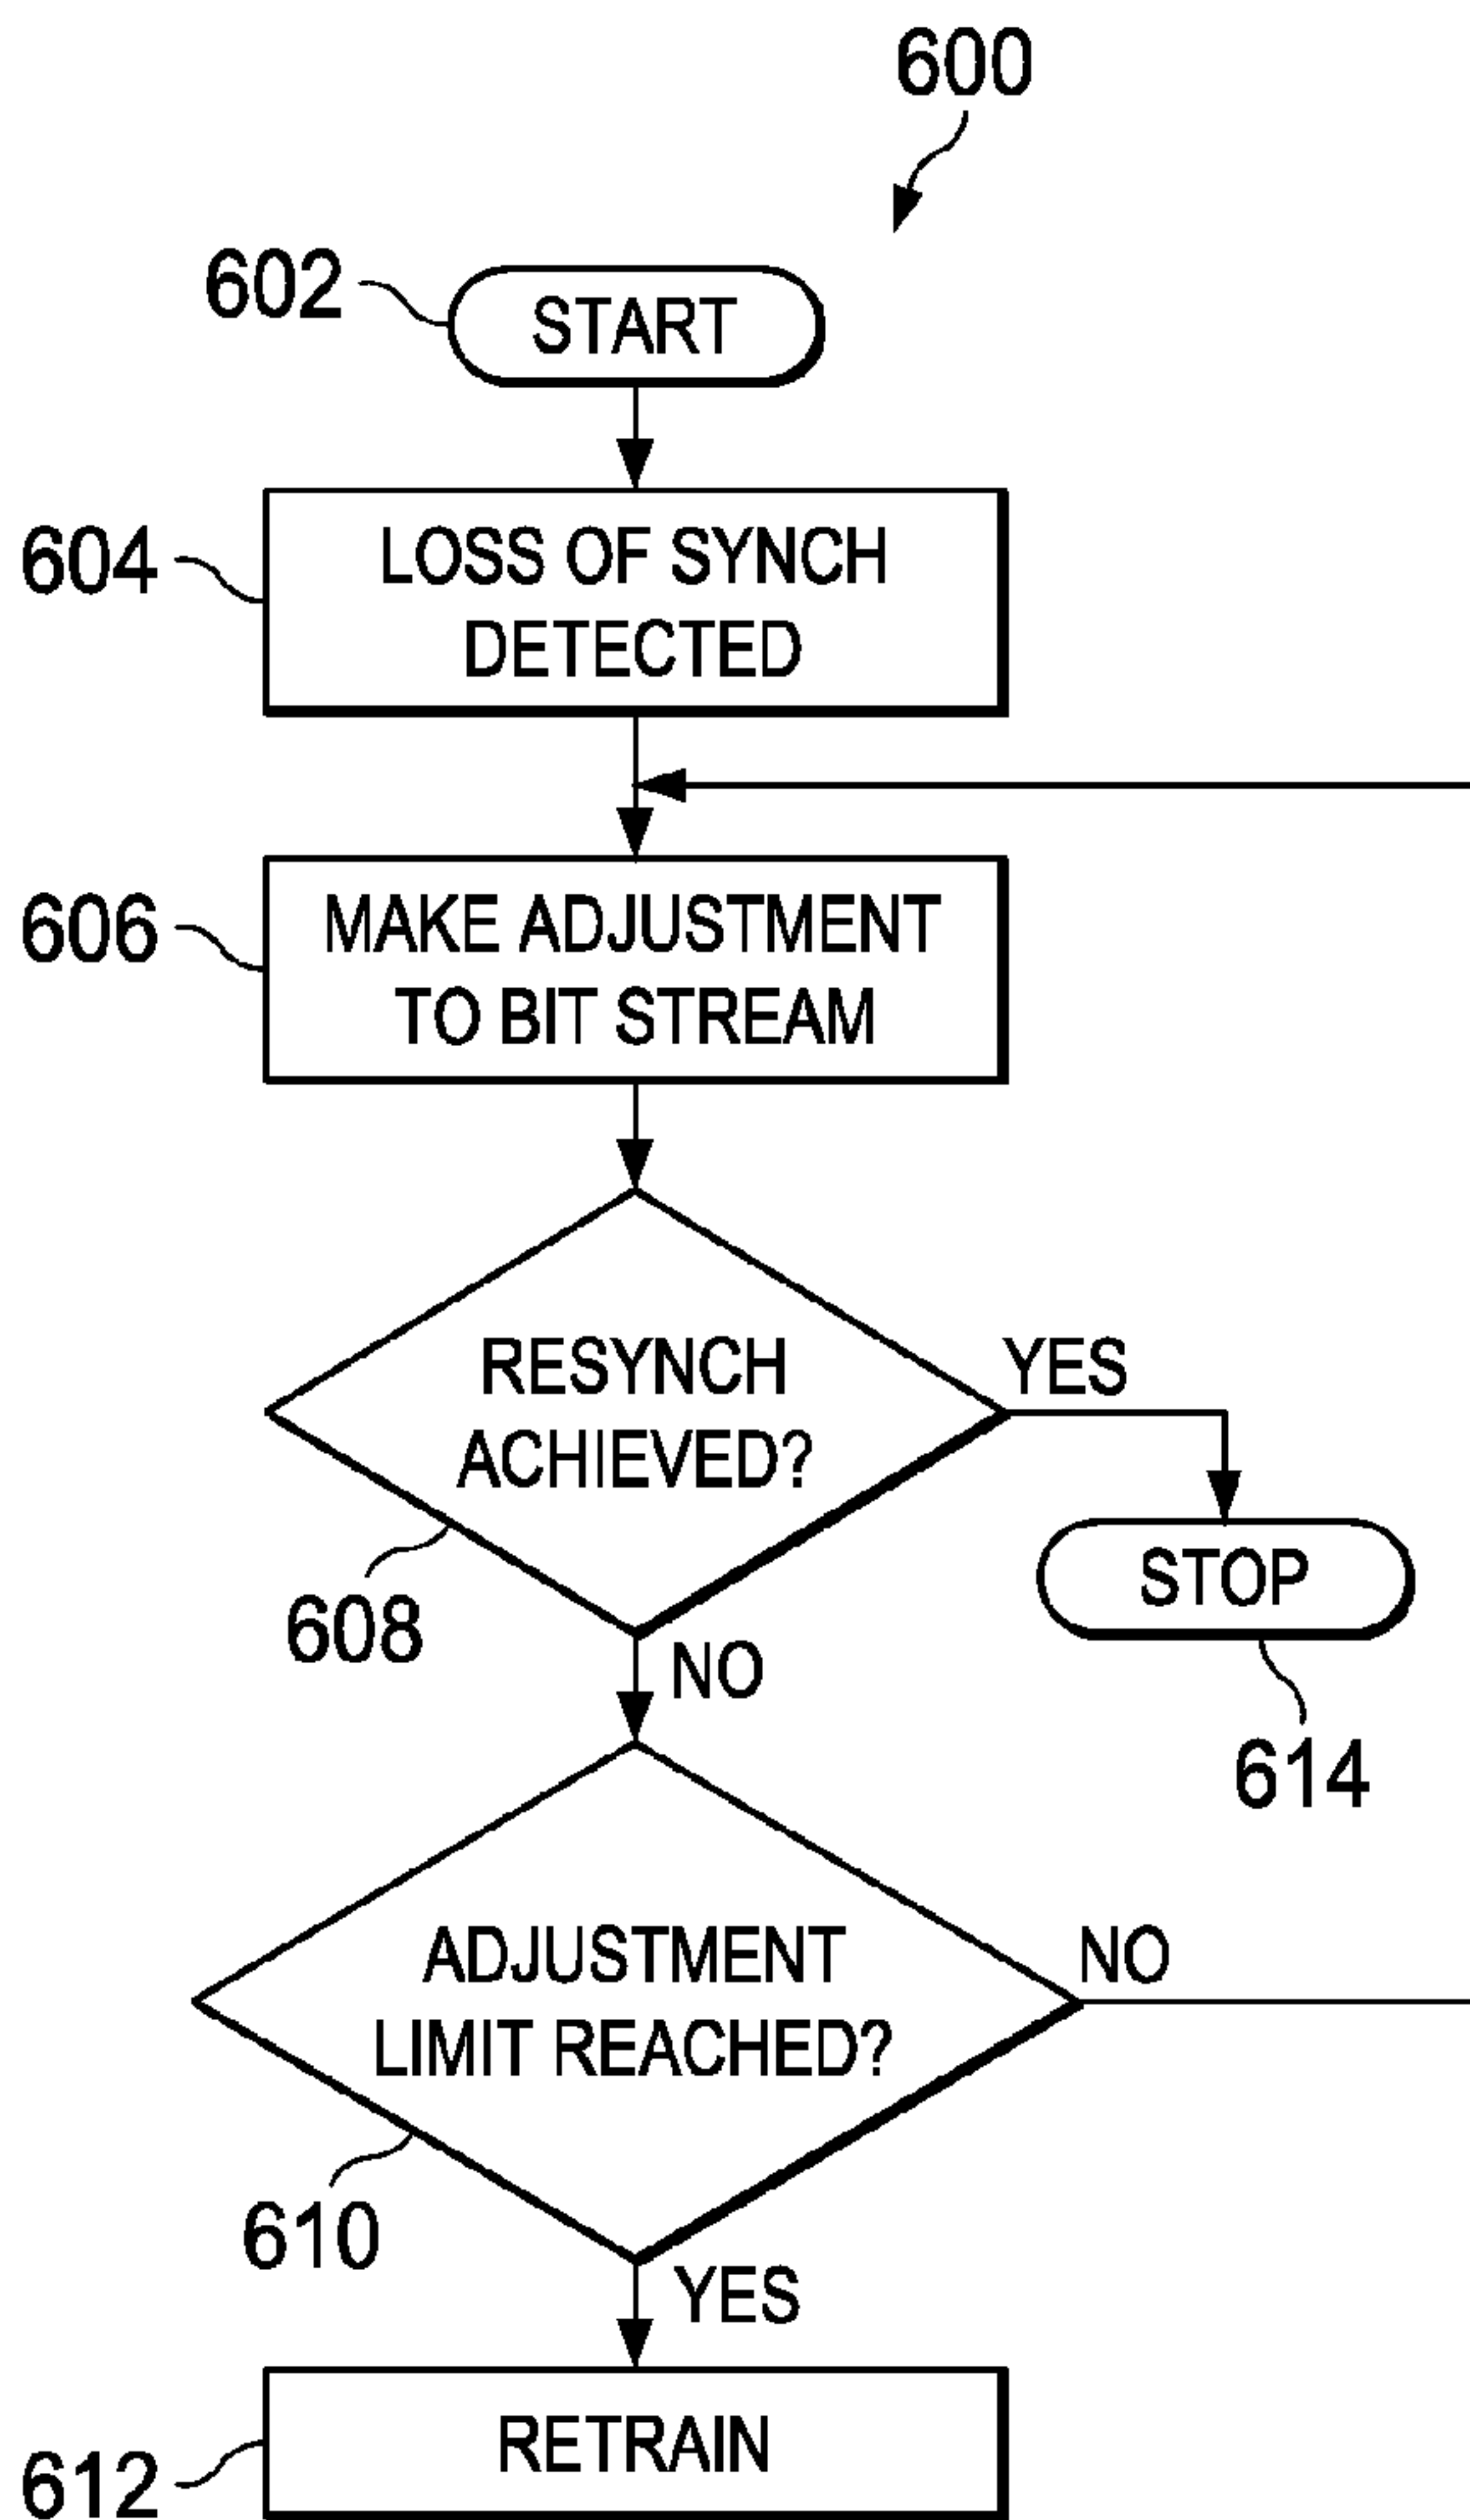 600
602
START
604
LOSS OF SYNCH
DETECTED
606
MAKE ADJUSTMENT
TO BIT STREAM
RESYNCH
ACHIEVED?
YES
608
NO
STOP
614
ADJUSTMENT
LIMIT REACHED?
NO
610
YES
RETRAIN
612